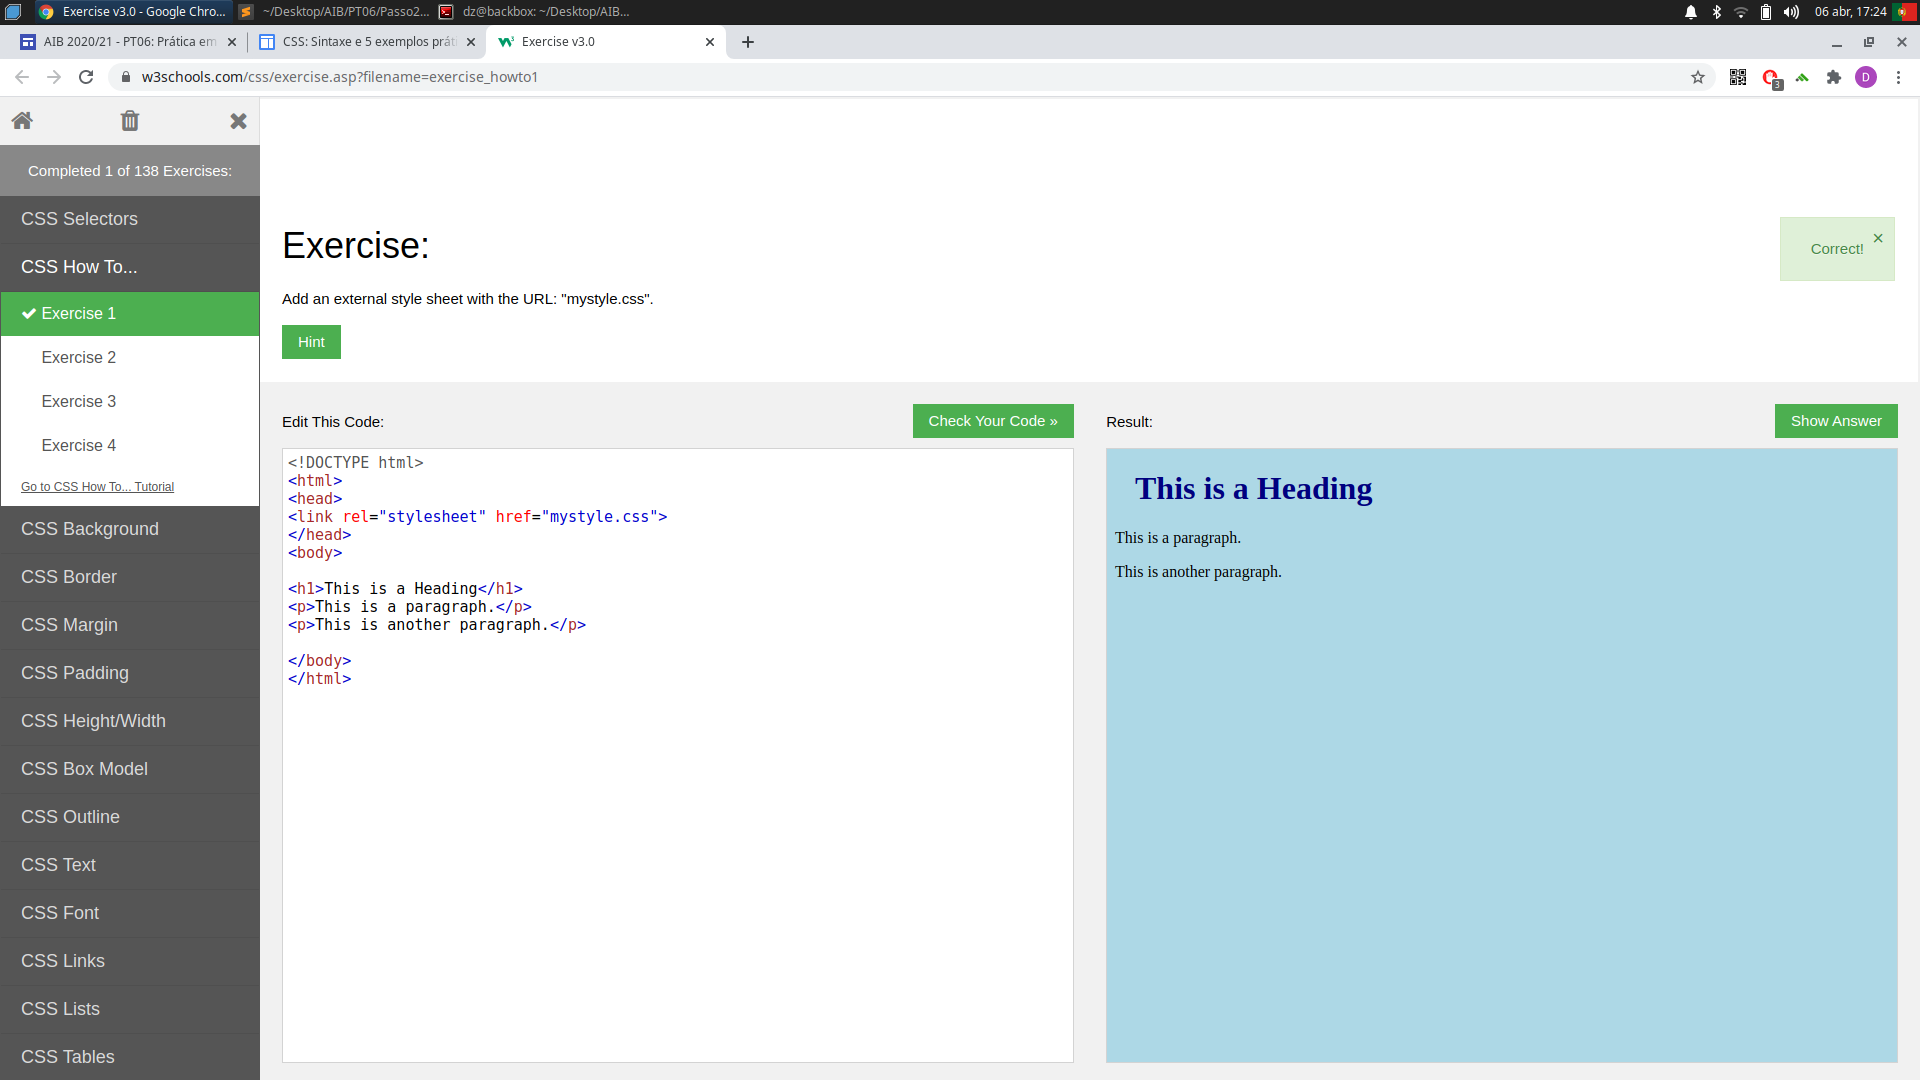 Exercise v3.0 - Google Chro...
~/Desktop/AIB/PT06/Passo2...
dz@backbox: ~/Desktop/AIB...
06 abr, 17:24
AIB 2020/21 - PT06: Prática em
CSS: Sintaxe e 5 exemplos prát
Exercise v3.0
w3schools.com/css/exercise.asp?filename=exercise_howto1
3
D
Completed 1 of 138 Exercises:
CSS Selectors
CSS How To...
Exercise 1
Exercise 2
Exercise 3
Exercise 4
Go to CSS How To... Tutorial
CSS Background
CSS Border
CSS Margin
CSS Padding
CSS Height/Width
CSS Box Model
CSS Outline
CSS Text
CSS Font
CSS Links
CSS Lists
CSS Tables
Exercise:
Correct! ×
Add an external style sheet with the URL: "mystyle.css".
Hint
Edit This Code:
Check Your Code »
<!DOCTYPE html>
<html>
<head>
<link rel="stylesheet" href="mystyle.css">
</head>
<body>
<h1>This is a Heading</h1>
<p>This is a paragraph.</p>
<p>This is another paragraph.</p>
</body>
</html>
Result:
Show Answer
This is a Heading
This is a paragraph.
This is another paragraph.